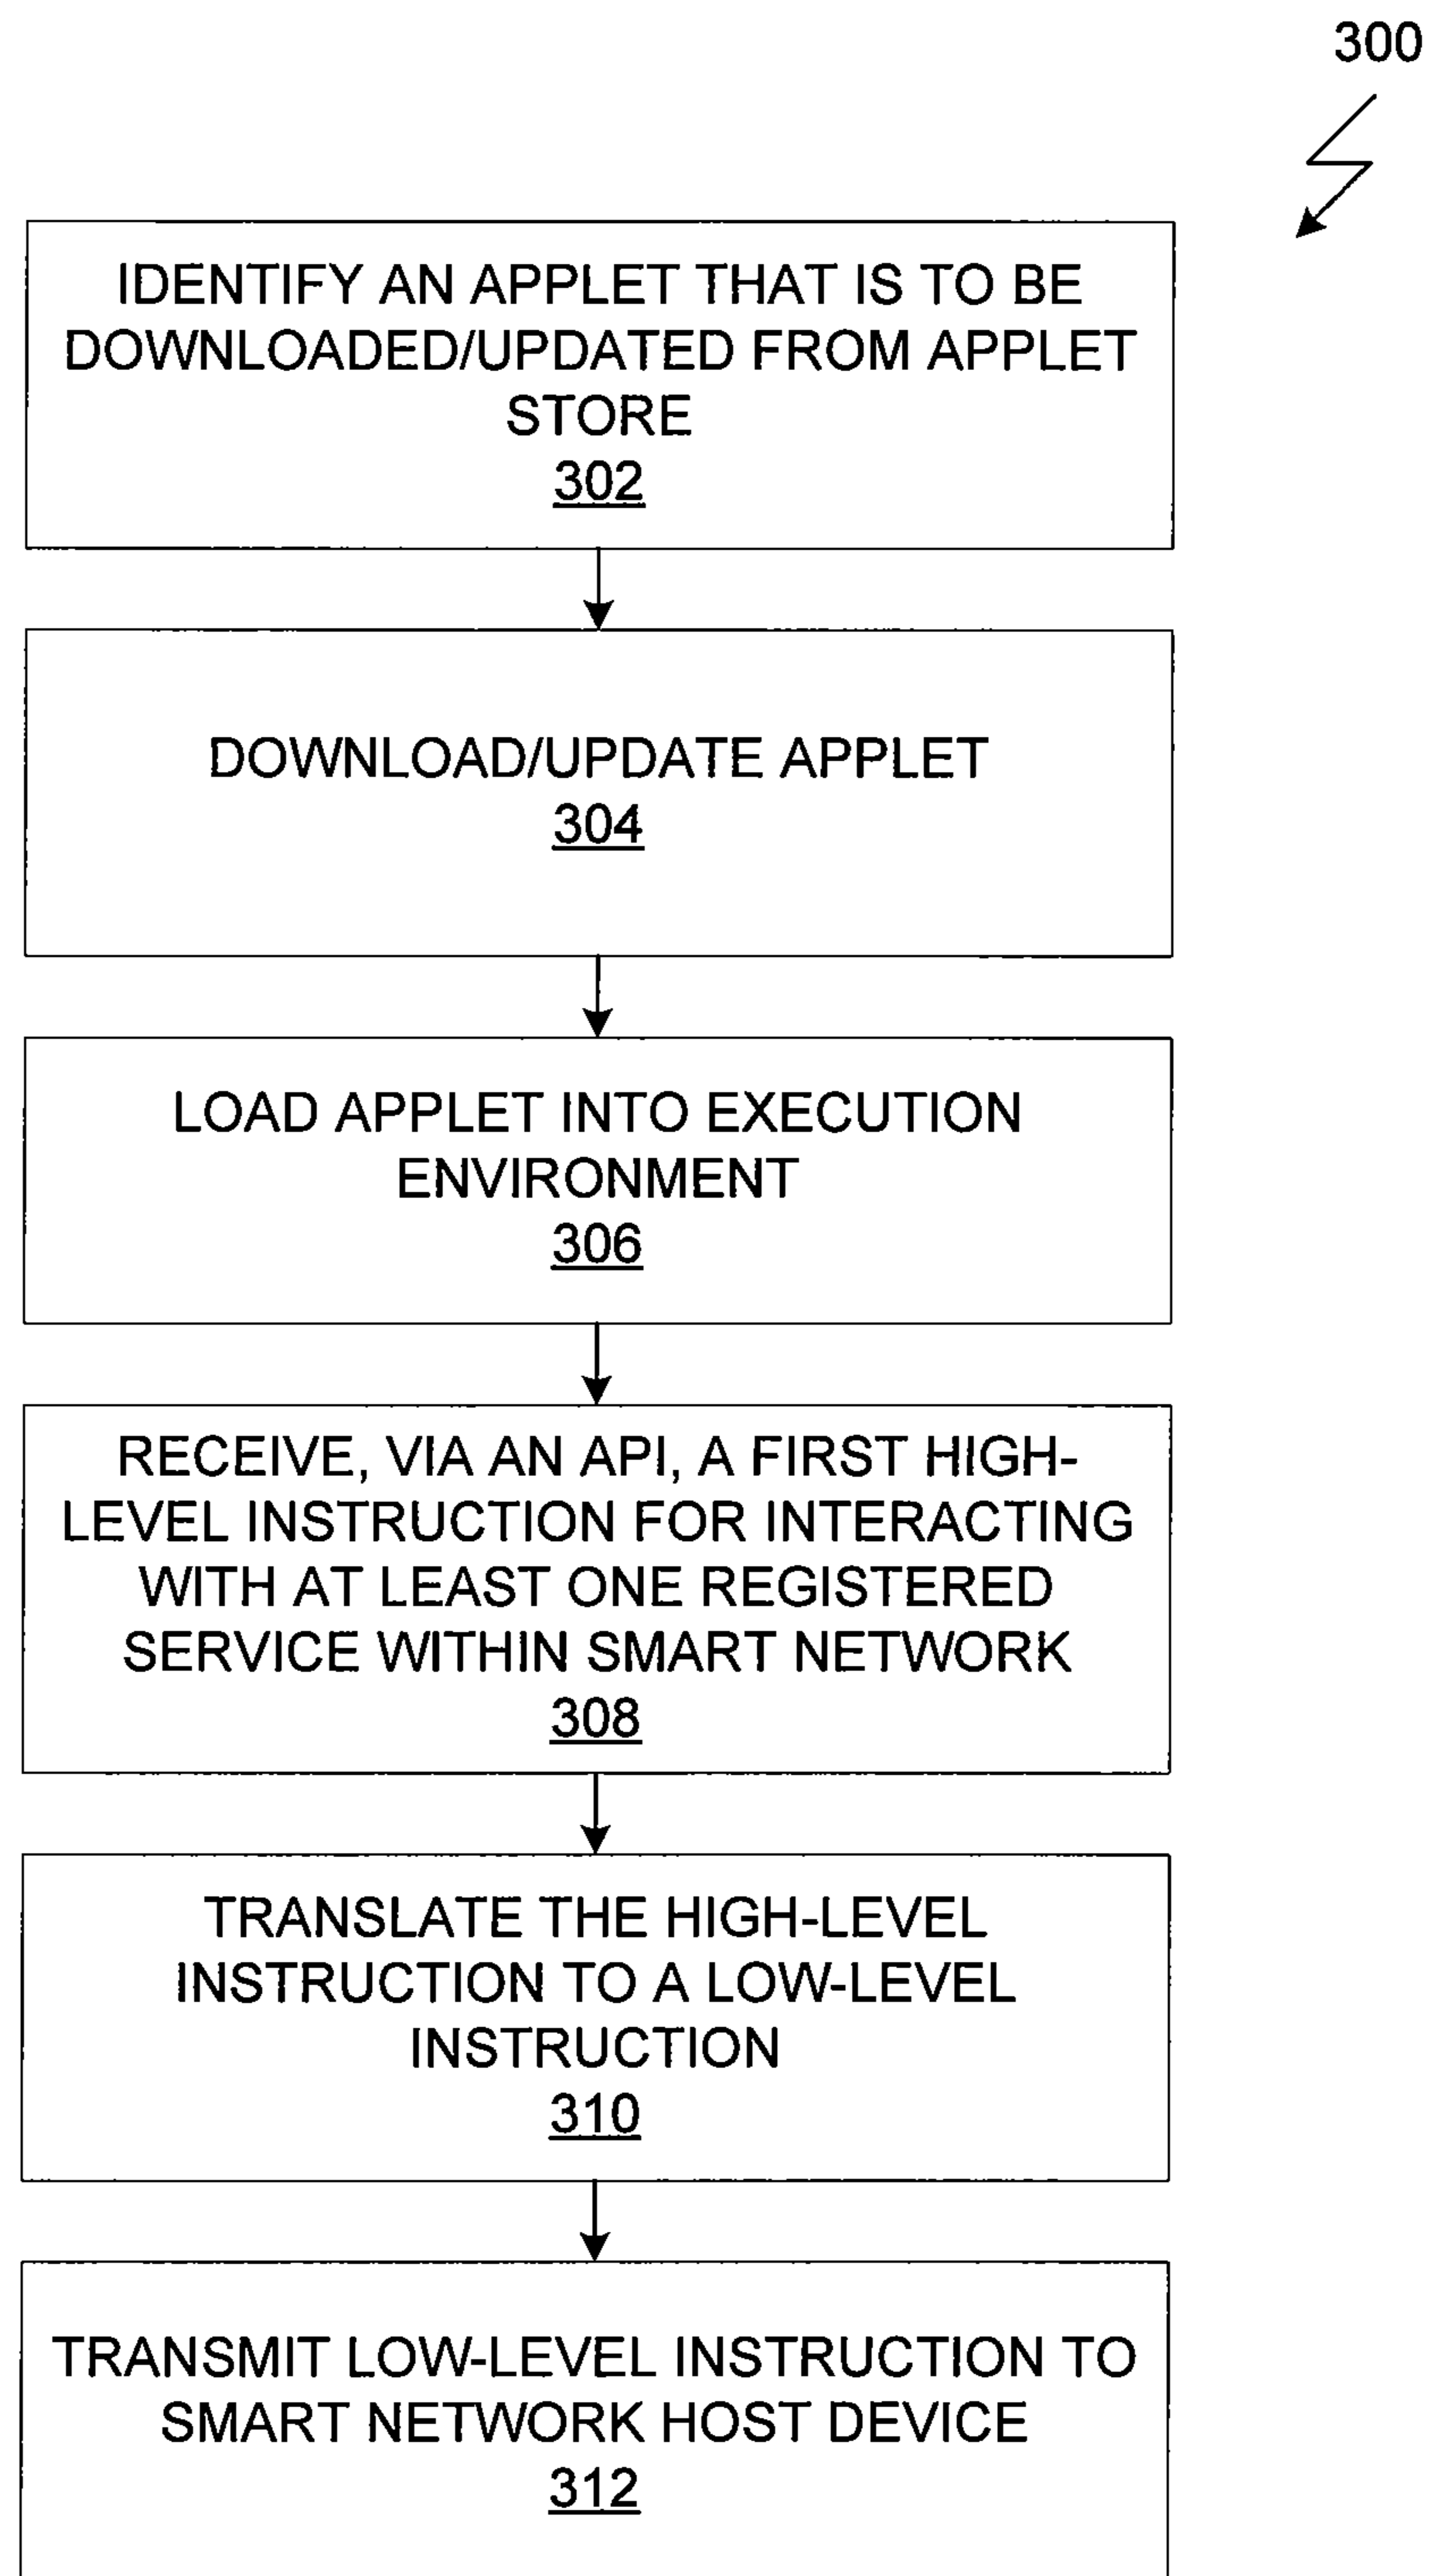 300
IDENTIFY AN APPLET THAT IS TO BE
DOWNLOADED/UPDATED FROM APPLET
STORE
302
DOWNLOAD/UPDATE APPLET
304
LOAD APPLET INTO EXECUTION
ENVIRONMENT
306
RECEIVE, VIA AN API, A FIRST HIGH-
LEVEL INSTRUCTION FOR INTERACTING
WITH AT LEAST ONE REGISTERED
SERVICE WITHIN SMART NETWORK
308
TRANSLATE THE HIGH-LEVEL
INSTRUCTION TO A LOW-LEVEL
INSTRUCTION
310
TRANSMIT LOW-LEVEL INSTRUCTION TO
SMART NETWORK HOST DEVICE
312